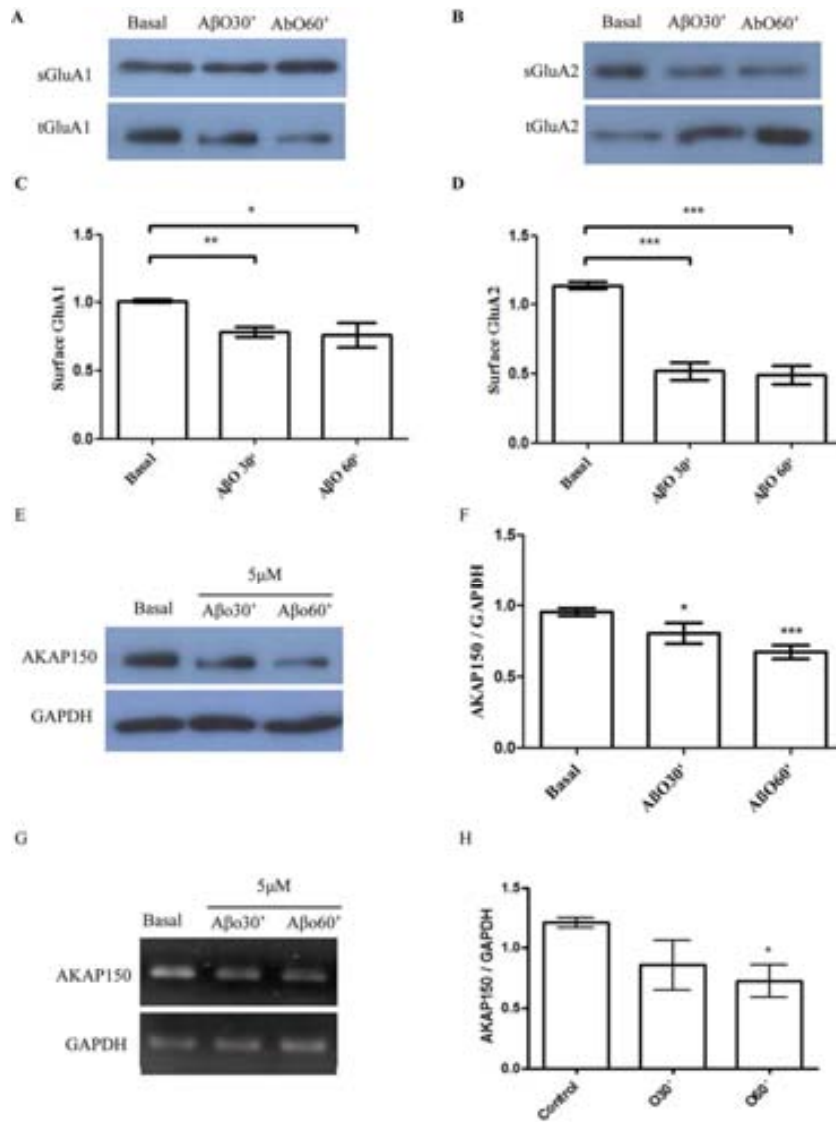 A
Basal AβO30' AbO60'
sGluA1
tGluA1
B
Basal AβO30' AbO60'
sGluA2
tGluA2
C
*
**
1.5
1.0
0.5
0.0
Surface GluA1
Basal
AβO 30'
AβO 60'
D
***
***
1.5
1.0
0.5
0.0
Surface GluA2
Basal
AβO 30'
AβO 60'
E
5μM
Basal Aβo30' Aβo60'
AKAP150
GAPDH
F
1.5
1.0
0.5
0.0
AKAP150 / GAPDH
*
***
Basal
ABO30'
ABO60'
G
5μM
Basal Aβo30' Aβo60'
AKAP150
GAPDH
H
1.5
1.0
0.5
0.0
AKAP150 / GAPDH
*
Control
O30'
O60'